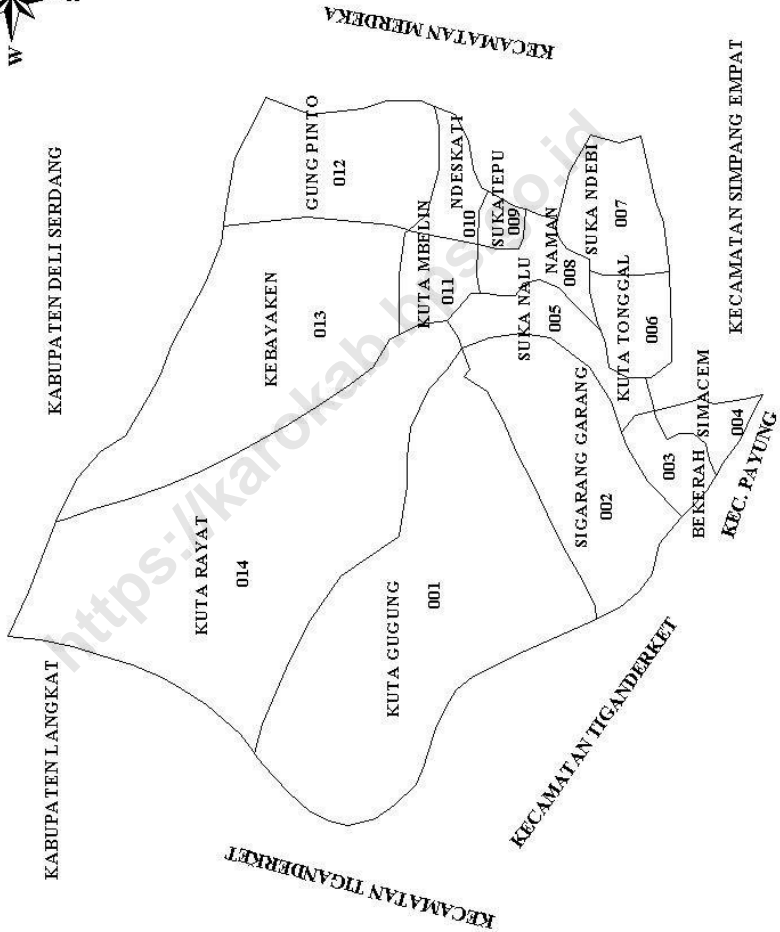 W
KECAMATAN MERDEKA
KABUPATEN DELI SERDANG
KECAMATAN SIMPANG EMPAT
GUNG PINTO
012
NDESKATI
010
SUKATEPU
009
KUTA MBELIN
011
NAMAN
008
SUKA NDEBI
007
KEBAYAKEN
013
SUKA NALU
005
KUTA TONGGAL
006
SIGARANG GARANG
002
SIMACEM
004
003
BEKERAH
KEC. PAYUNG
KUTA RAYAT
014
KUTA GUGUNG
001
KABUPATEN LANGKAT
KECAMATAN TIGANDERKET
KECAMATAN TIGANDERKET
https://karokab.bps.go.id